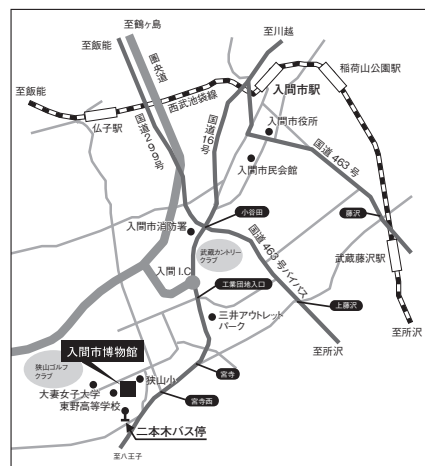 至鶴ヶ島
至飯能
圏央道
至川越
至飯能
稲荷山公園駅
西武池袋線
入間市駅
仏子駅
国道299号
国道16号
入間市役所
国道 463 号
入間市民会館
小谷田
藤沢
入間市消防署
武蔵カントリー
クラブ
国道 463 号バイパス
武蔵藤沢駅
入間 I.C
工業団地入口
上藤沢
三井アウトレット
パーク
至所沢
至所沢
入間市博物館
狭山ゴルフ
クラブ
宮寺
狭山小
大妻女子大学
東野高等学校
宮寺西
二本木バス停
至八王子